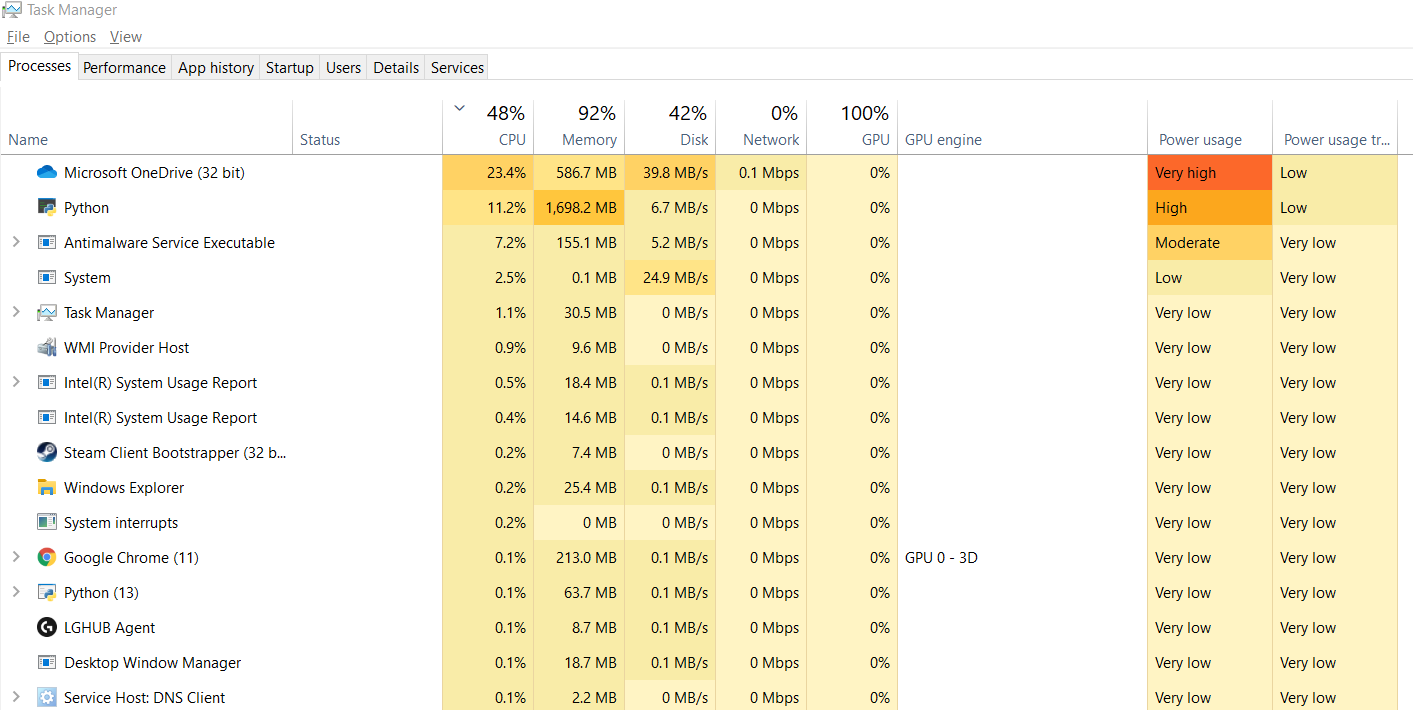 Task Manager
File Options View
Processes Performance App history Startup Users Details Services
48% 92% 42% 0% 100%
Name Status CPU Memory Disk Network GPU GPU engine Power usage Power usage tr...
Microsoft OneDrive (32 bit) 23.4% 586.7 MB 39.8 MB/s 0.1 Mbps 0% Very high Low
Python 11.2% 1,698.2 MB 6.7 MB/s 0 Mbps 0% High Low
Antimalware Service Executable 7.2% 155.1 MB 5.2 MB/s 0 Mbps 0% Moderate Very low
System 2.5% 0.1 MB 24.9 MB/s 0 Mbps 0% Low Very low
Task Manager 1.1% 30.5 MB 0 MB/s 0 Mbps 0% Very low Very low
WMI Provider Host 0.9% 9.6 MB 0 MB/s 0 Mbps 0% Very low Very low
Intel(R) System Usage Report 0.5% 18.4 MB 0.1 MB/s 0 Mbps 0% Very low Very low
Intel(R) System Usage Report 0.4% 14.6 MB 0.1 MB/s 0 Mbps 0% Very low Very low
Steam Client Bootstrapper (32 b... 0.2% 7.4 MB 0 MB/s 0 Mbps 0% Very low Very low
Windows Explorer 0.2% 25.4 MB 0.1 MB/s 0 Mbps 0% Very low Very low
System interrupts 0.2% 0 MB 0 MB/s 0 Mbps 0% Very low Very low
Google Chrome (11) 0.1% 213.0 MB 0.1 MB/s 0 Mbps 0% GPU 0 - 3D Very low Very low
Python (13) 0.1% 63.7 MB 0.1 MB/s 0 Mbps 0% Very low Very low
LGHUB Agent 0.1% 8.7 MB 0.1 MB/s 0 Mbps 0% Very low Very low
Desktop Window Manager 0.1% 18.7 MB 0.1 MB/s 0 Mbps 0% Very low Very low
Service Host: DNS Client 0.1% 2.2 MB 0 MB/s 0 Mbps 0% Very low Very low